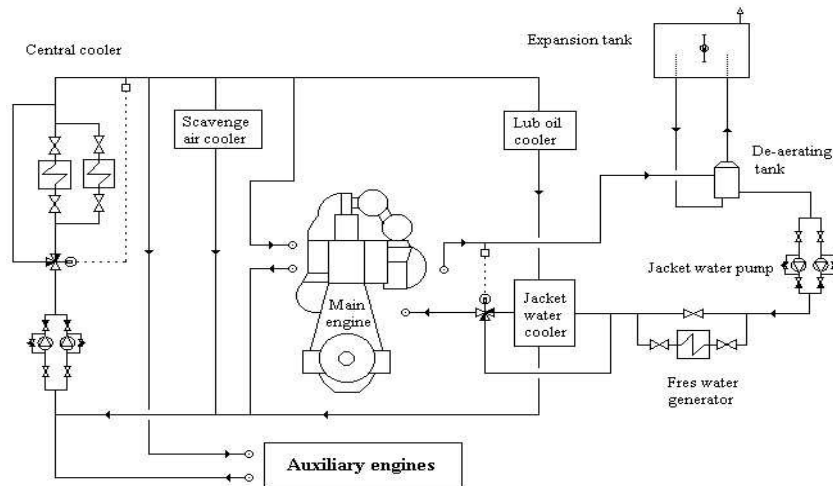 Expansion tank
Central cooler
Scavenge
air cooler
Lub oil
cooler
De-aerating
tank
Jacket water pump
Main
engine
Jacket
water
cooler
Fres water
generator
Auxiliary engines